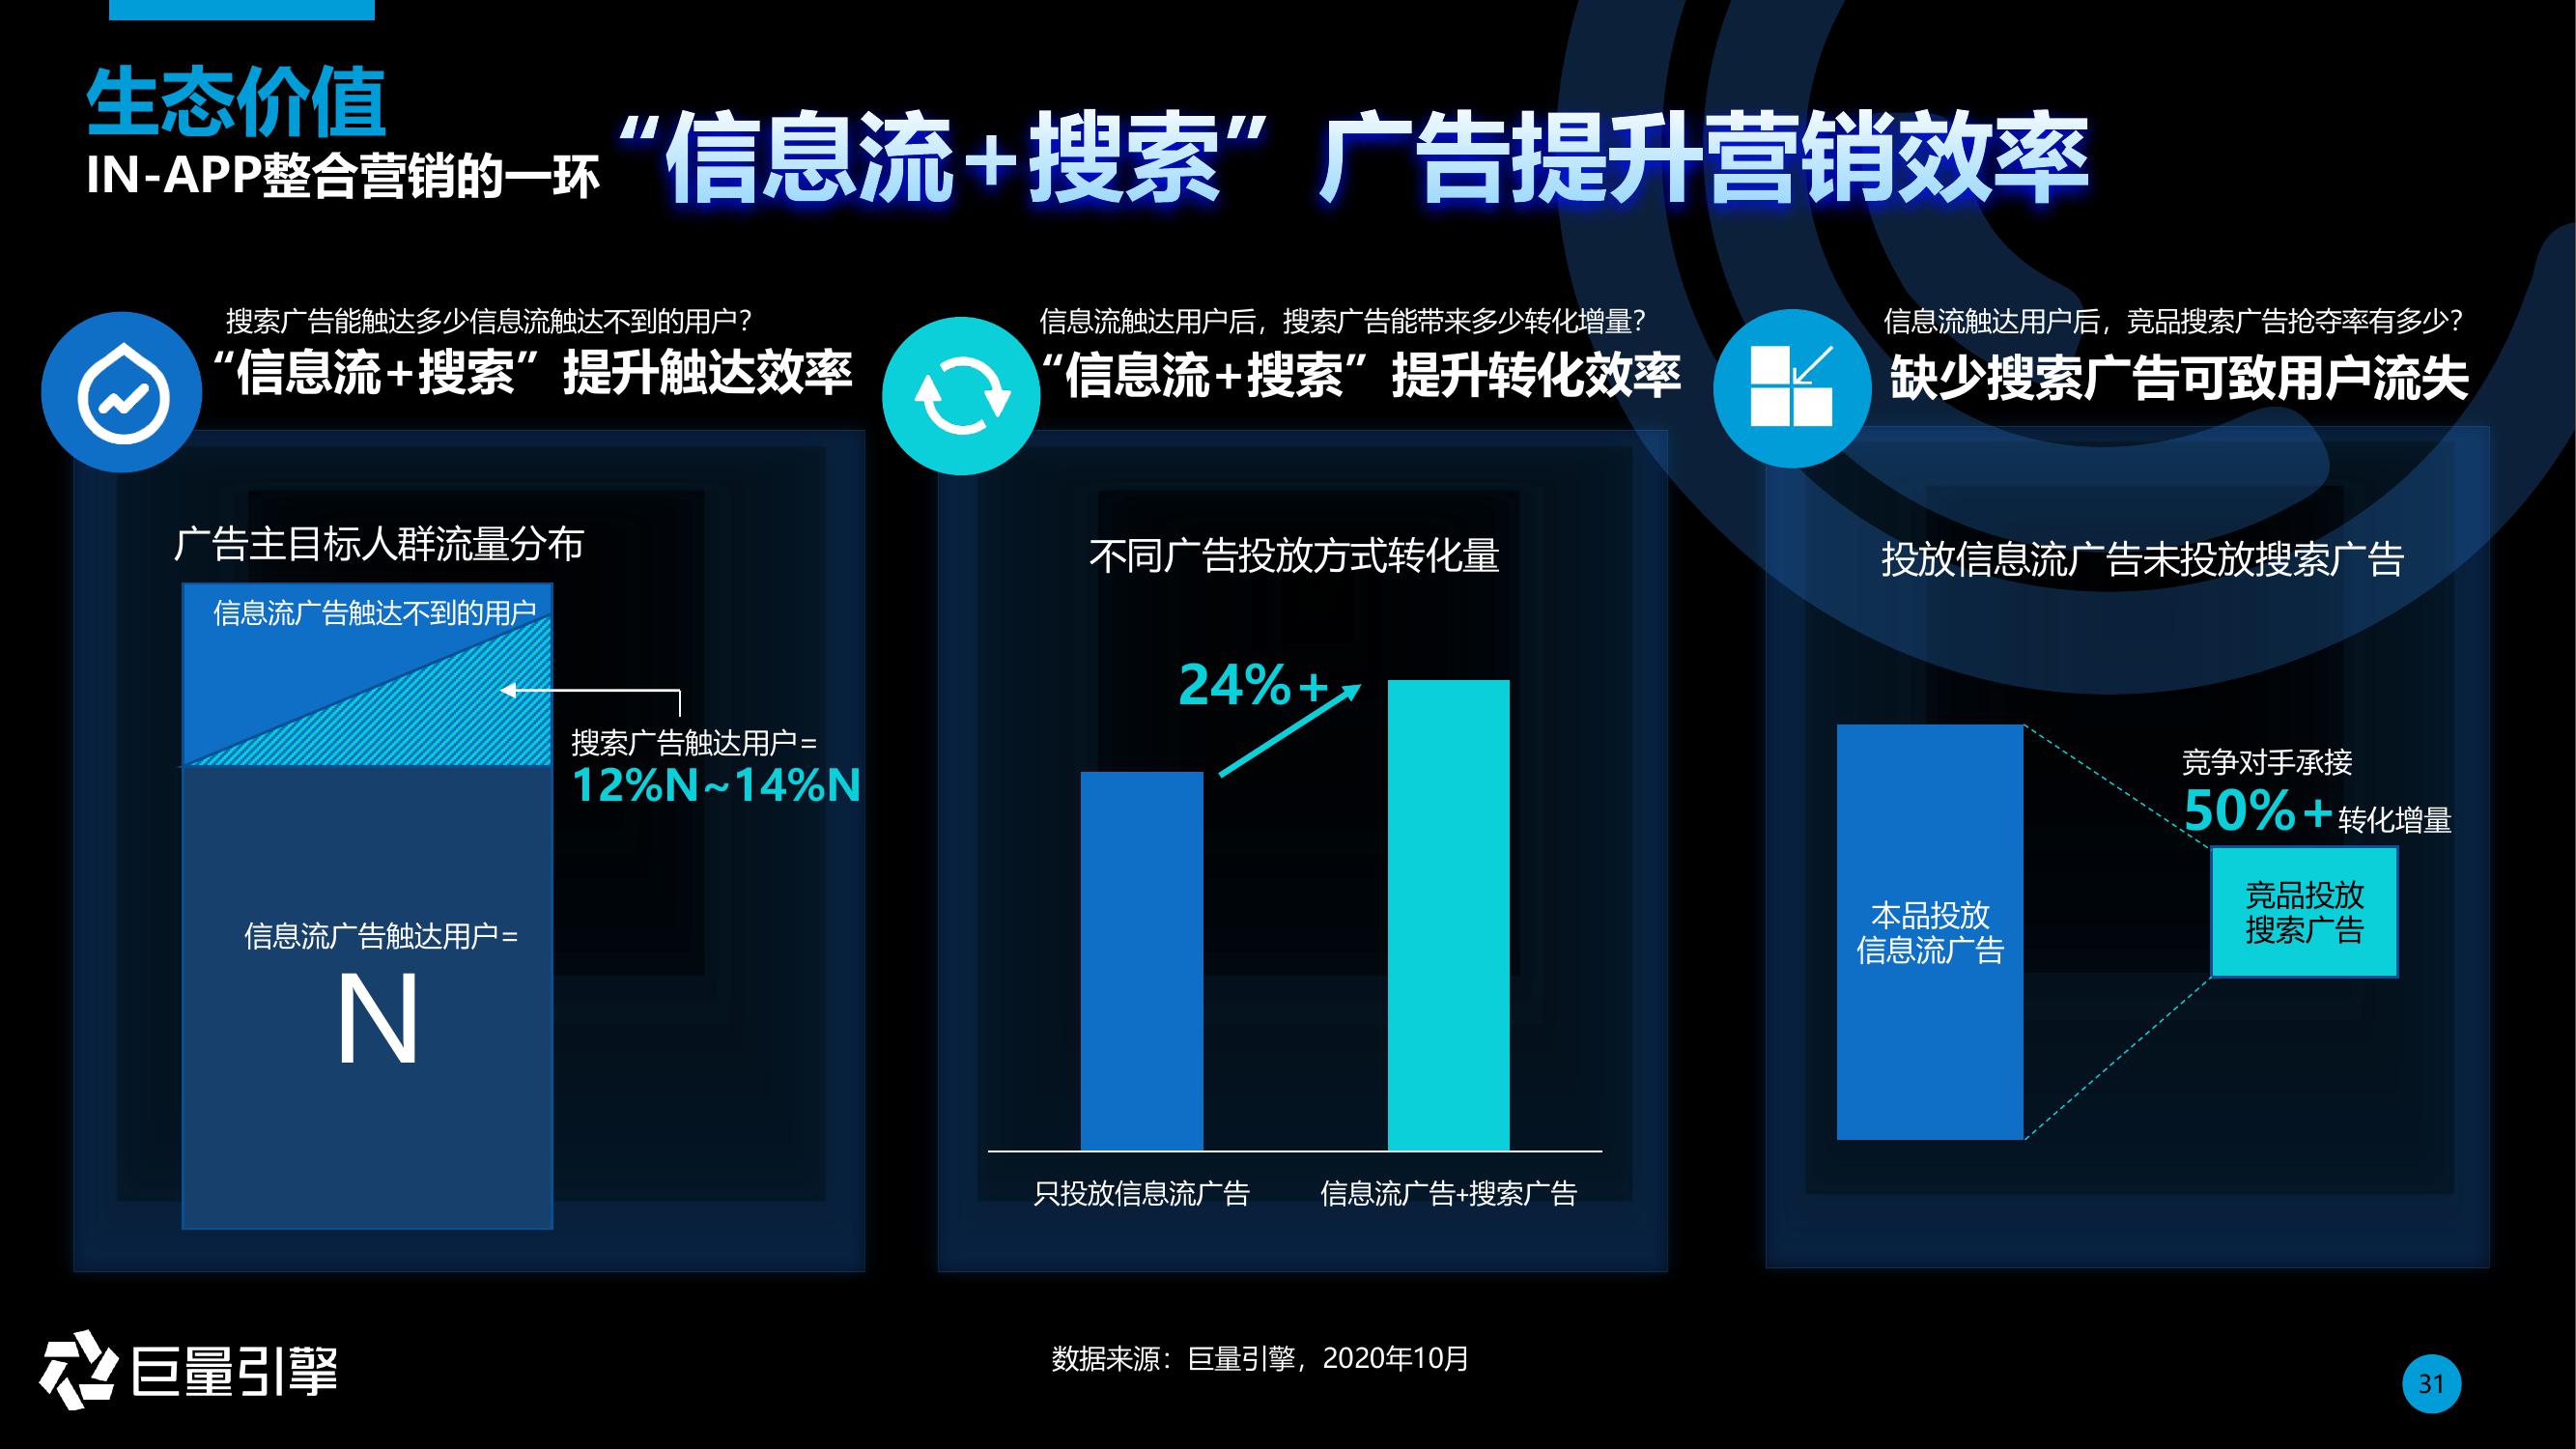 生态价值
IN-APP整合营销的一环
“信息流+搜索”广告提升营销效率
搜索广告能触达多少信息流触达不到的用户？
“信息流+搜索”提升触达效率
信息流触达用户后，搜索广告能带来多少转化增量？
“信息流+搜索”提升转化效率
信息流触达用户后，竞品搜索广告抢夺率有多少？
缺少搜索广告可致用户流失
广告主目标人群流量分布
信息流广告触达不到的用户
搜索广告触达用户=
12%N~14%N
信息流广告触达用户=
N
不同广告投放方式转化量
24%+
只投放信息流广告
信息流广告+搜索广告
投放信息流广告未投放搜索广告
竞争对手承接
50%+转化增量
本品投放
信息流广告
竞品投放
搜索广告
巨量引擎
数据来源：巨量引擎，2020年10月
31